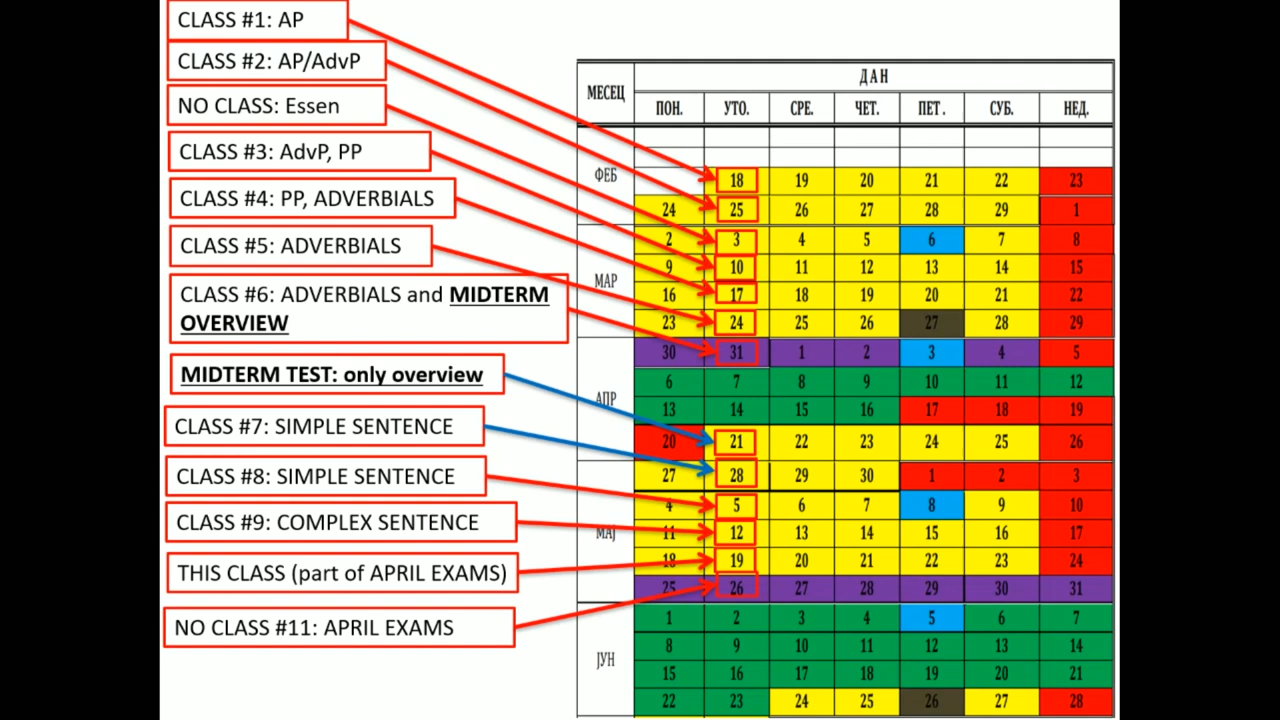 CLASS #1: AP
CLASS #2: AP/AdvP
NO CLASS: Essen
CLASS #3: AdvP, PP
CLASS #4: PP, ADVERBIALS
CLASS #5: ADVERBIALS
CLASS #6: ADVERBIALS and MIDTERM
OVERVIEW
MIDTERM TEST: only overview
CLASS #7: SIMPLE SENTENCE
CLASS #8: SIMPLE SENTENCE
CLASS #9: COMPLEX SENTENCE
THIS CLASS (part of APRIL EXAMS)
NO CLASS #11: APRIL EXAMS
МЕСЕЦ
ДАН
ПОН. УТО. СРЕ. ЧЕТ. ПЕТ. СУБ. НЕД.
ФЕБ
18 19 20 21 22 23
24 25 26 27 28 29 1
МАР
2 3 4 5 6 7 8
9 10 11 12 13 14 15
16 17 18 19 20 21 22
23 24 25 26 27 28 29
АПР
30 31 1 2 3 4 5
6 7 8 9 10 11 12
13 14 15 16 17 18 19
20 21 22 23 24 25 26
МАЈ
27 28 29 30 1 2 3
4 5 6 7 8 9 10
11 12 13 14 15 16 17
18 19 20 21 22 23 24
25 26 27 28 29 30 31
ЈУН
1 2 3 4 5 6 7
8 9 10 11 12 13 14
15 16 17 18 19 20 21
22 23 24 25 26 27 28